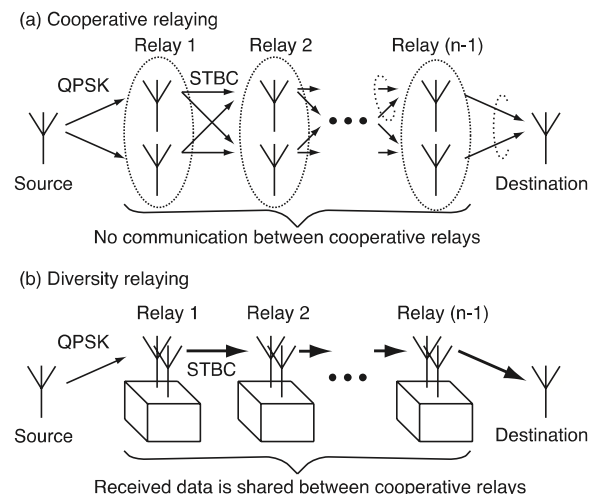 (a) Cooperative relaying
Relay 1 Relay 2 Relay (n-1)
QPSK STBC
Source Destination
No communication between cooperative relays
(b) Diversity relaying
Relay 1 Relay 2 Relay (n-1)
QPSK
STBC
Source Destination
Received data is shared between cooperative relays